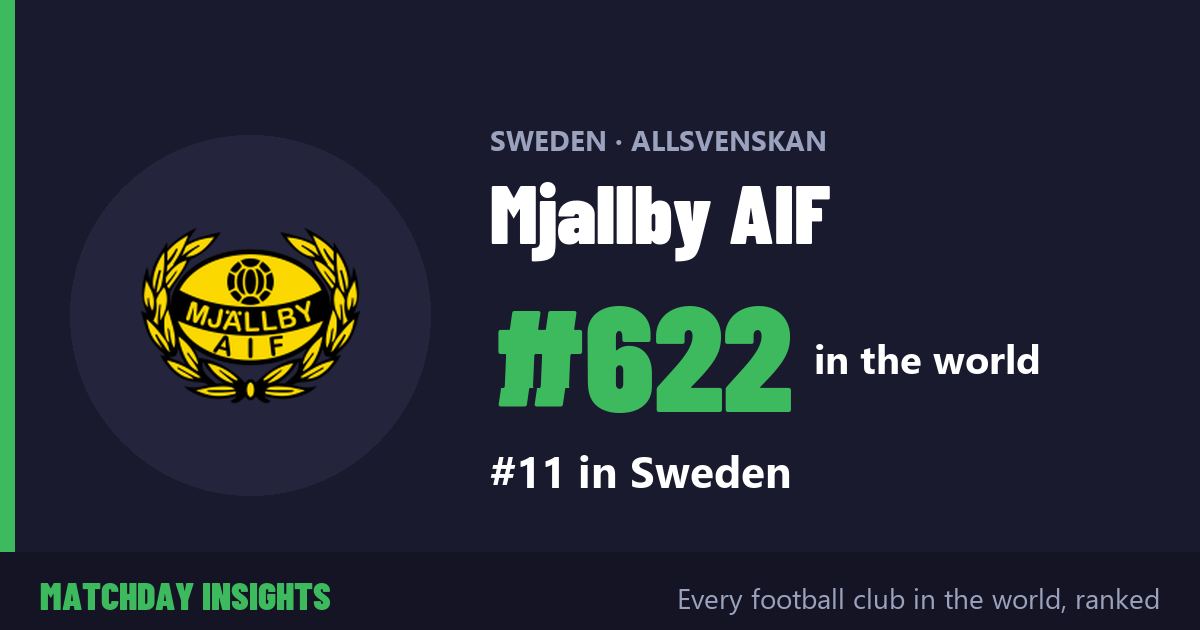 SWEDEN · ALLSVENSKAN
Mjallby AIF
MJÄLLBY
AIF
#622 in the world
#11 in Sweden
MATCHDAY INSIGHTS
Every football club in the world, ranked